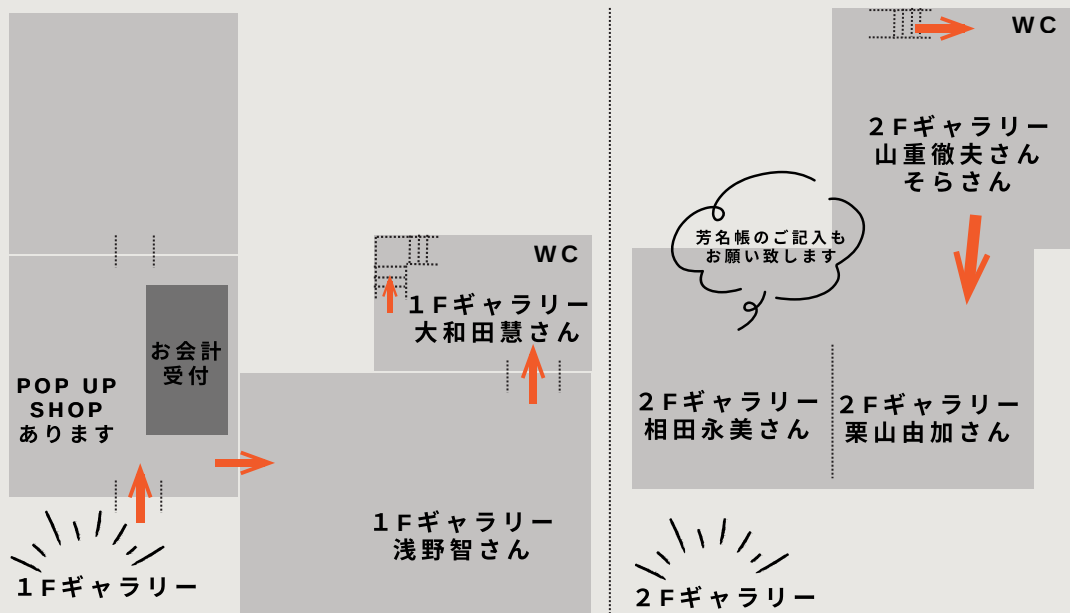 お会計
受付
POP UP
SHOP
あります
１Fギャラリー
WC
１Fギャラリー
大和田慧さん
１Fギャラリー
浅野智さん
WC
２Fギャラリー
山重徹夫さん
そらさん
芳名帳のご記入も
お願い致します
２Fギャラリー
相田永美さん
２Fギャラリー
栗山由加さん
２Fギャラリー